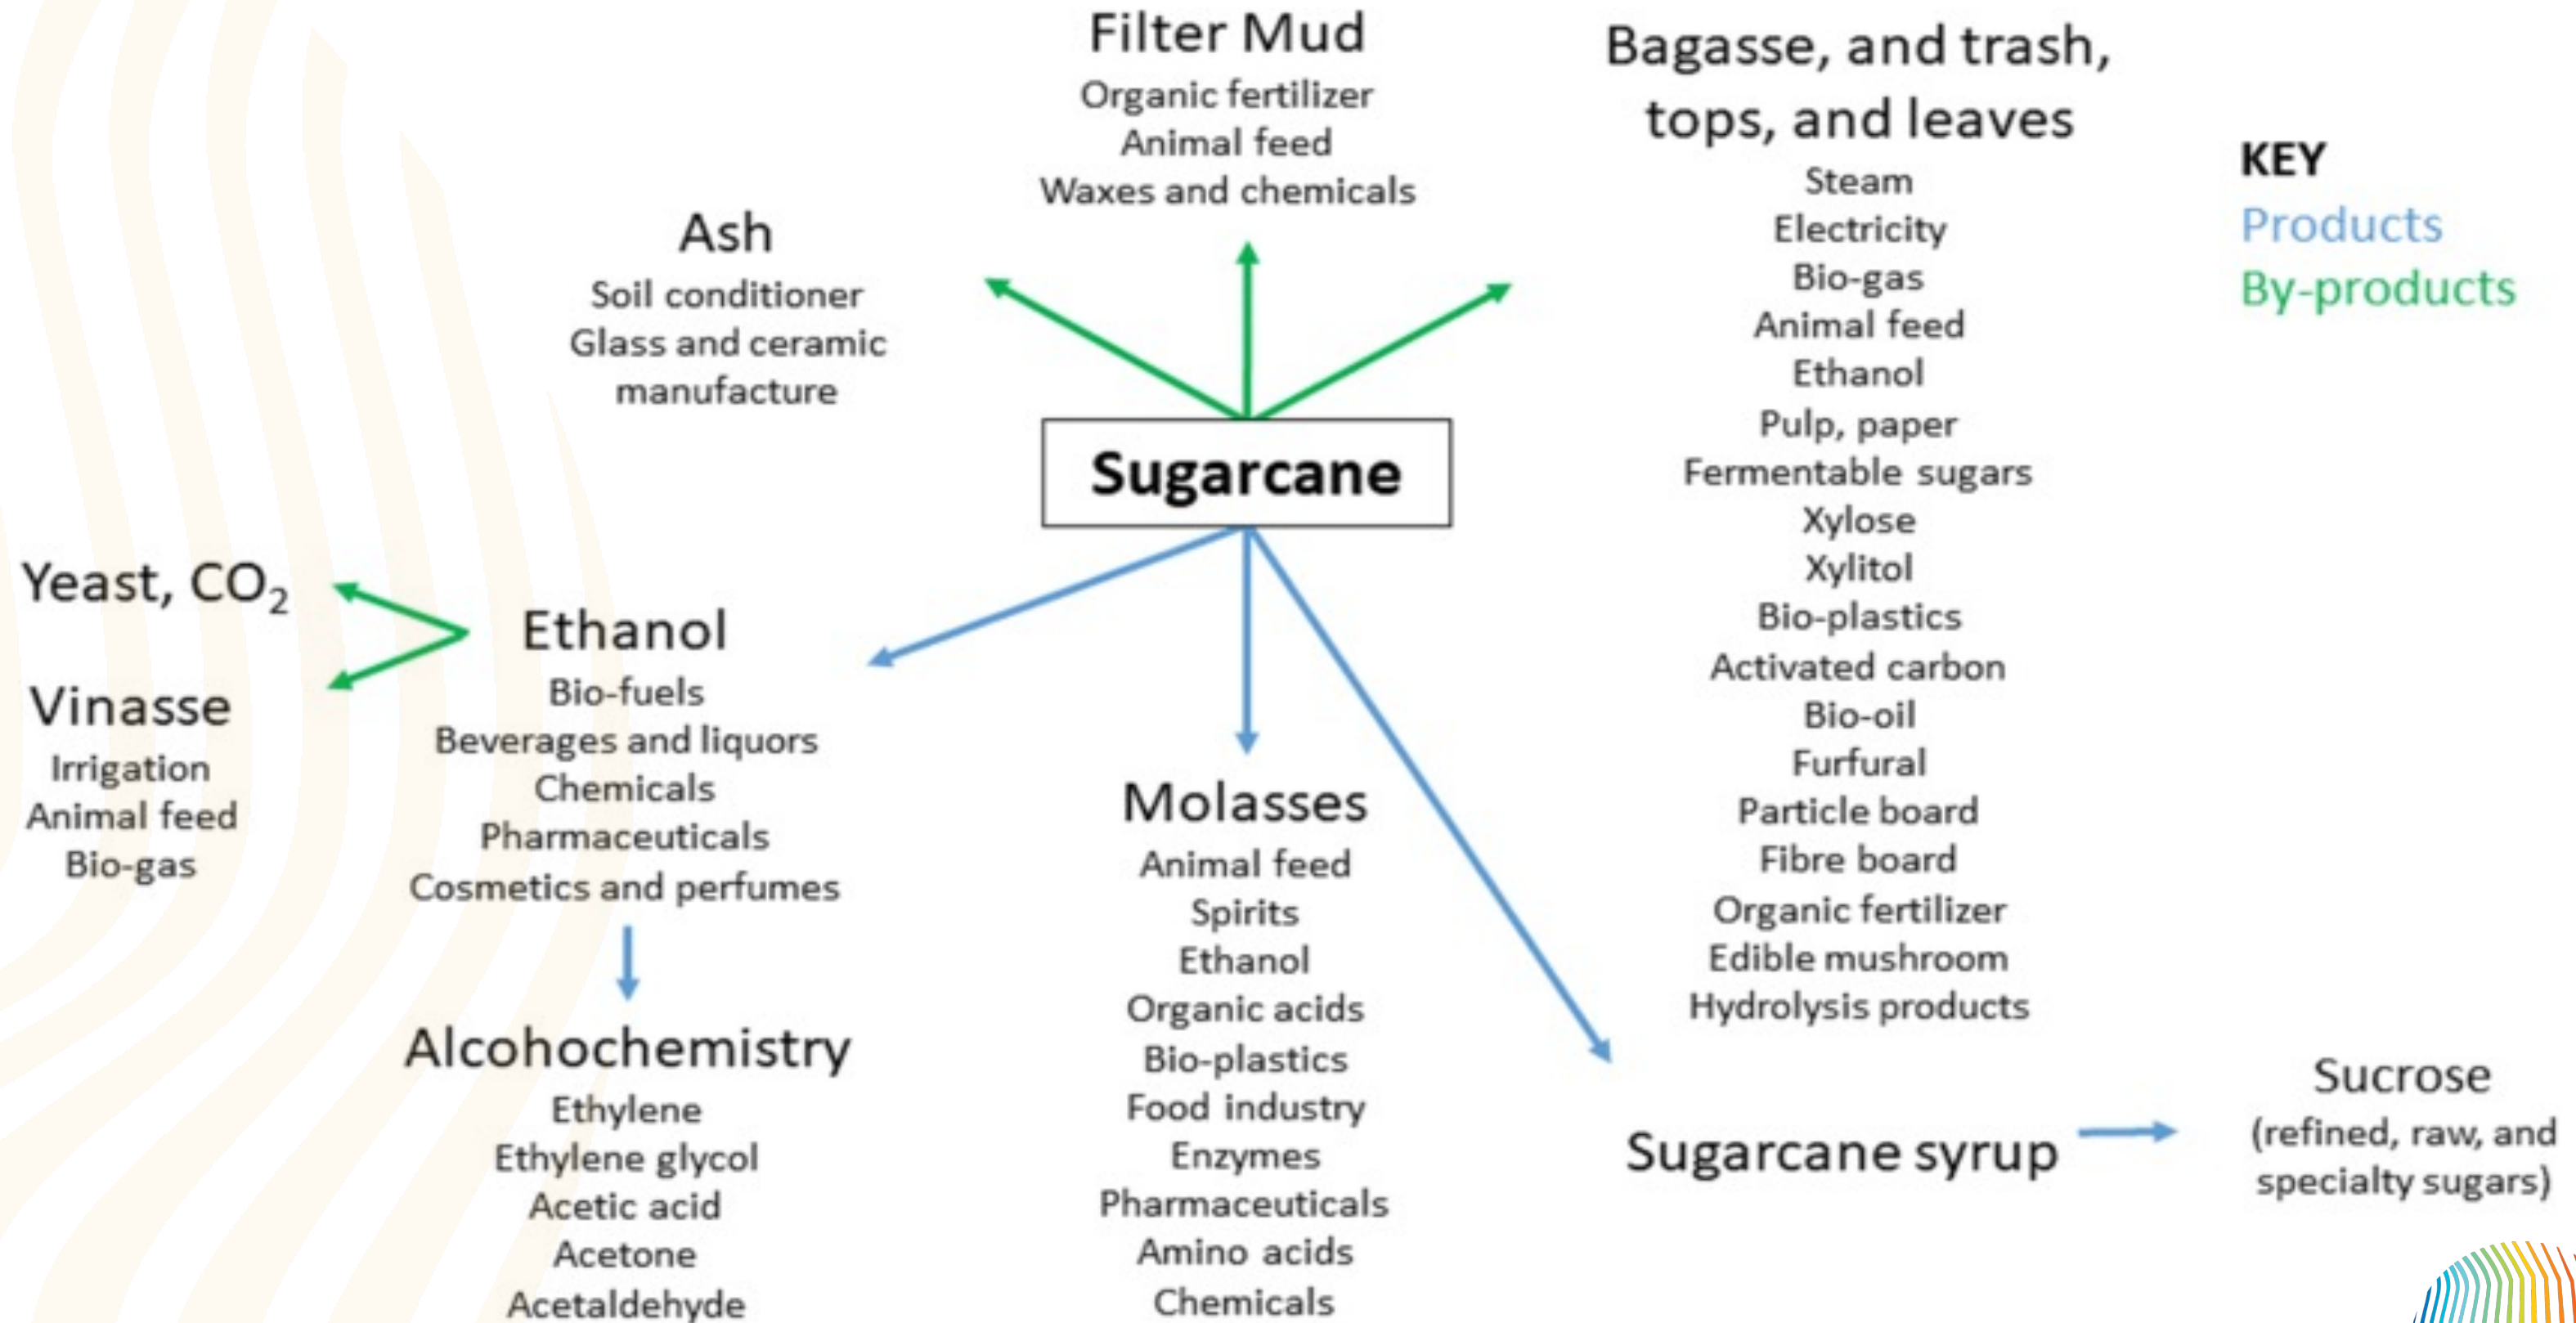 Filter Mud
Organic fertilizer
Animal feed
Waxes and chemicals
Bagasse, and trash,
tops, and leaves
Steam
Electricity
Bio-gas
Animal feed
Ethanol
Pulp, paper
Fermentable sugars
Xylose
Xylitol
Bio-plastics
Activated carbon
Bio-oil
Furfural
Particle board
Fibre board
Organic fertilizer
Edible mushroom
Hydrolysis products
KEY
Products
By-products
Ash
Soil conditioner
Glass and ceramic
manufacture
Sugarcane
Yeast, CO₂
Vinasse
Irrigation
Animal feed
Bio-gas
Ethanol
Bio-fuels
Beverages and liquors
Chemicals
Pharmaceuticals
Cosmetics and perfumes
Alcohochemistry
Ethylene
Ethylene glycol
Acetic acid
Acetone
Acetaldehyde
Molasses
Animal feed
Spirits
Ethanol
Organic acids
Bio-plastics
Food industry
Enzymes
Pharmaceuticals
Amino acids
Chemicals
Sugarcane syrup
Sucrose
(refined, raw, and
specialty sugars)